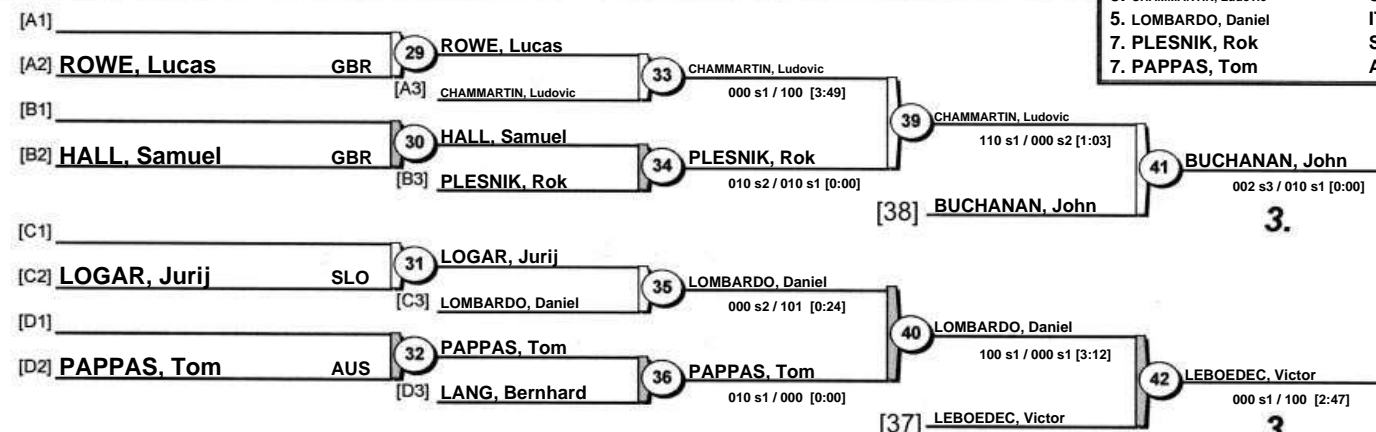 5. LOMBARDO, Daniel
7. PLESNIK, Rok S
7. PAPPAS, Tom A
[A1]
[A2] ROWE, Lucas GBR 29 ROWE, Lucas
[A3] CHAMMARTIN, Ludovic 33 CHAMMARTIN, Ludovic
000 s1 / 100 [3:49]
[B1]
[B2] HALL, Samuel GBR 30 HALL, Samuel
[B3] PLESNIK, Rok 34 PLESNIK, Rok
010 s2 / 010 s1 [0:00]
39 CHAMMARTIN, Ludovic
110 s1 / 000 s2 [1:03]
[38] BUCHANAN, John
41 BUCHANAN, John
002 s3 / 010 s1 [0:00]
3.
[C1]
[C2] LOGAR, Jurij SLO 31 LOGAR, Jurij
[C3] LOMBARDO, Daniel 35 LOMBARDO, Daniel
000 s2 / 101 [0:24]
[D1]
[D2] PAPPAS, Tom AUS 32 PAPPAS, Tom
[D3] LANG, Bernhard 36 PAPPAS, Tom
010 s1 / 000 [0:00]
40 LOMBARDO, Daniel
100 s1 / 000 s1 [3:12]
[37] LEBOEDEC, Victor
42 LEBOEDEC, Victor
000 s1 / 100 [2:47]
3.